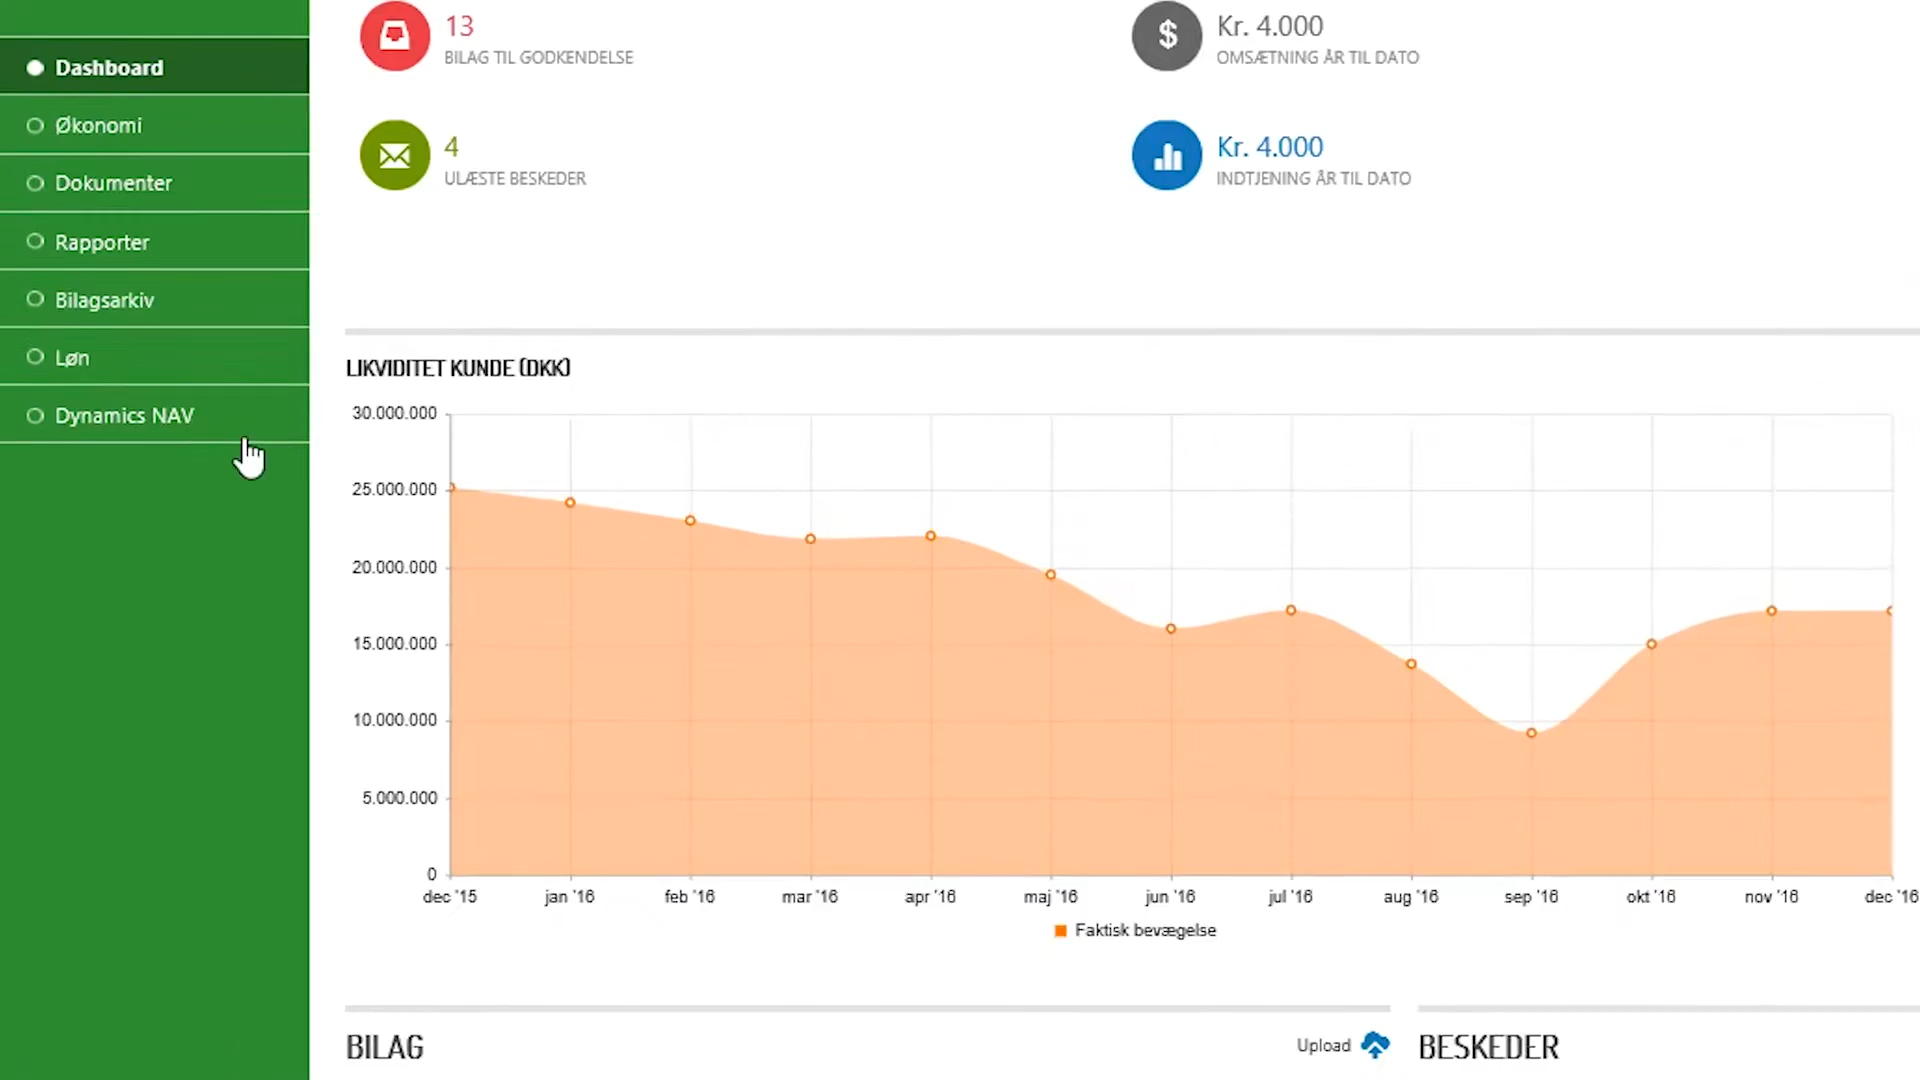 Dashboard
Økonomi
Dokumenter
Rapporter
Bilagsarkiv
Løn
Dynamics NAV
13
BILAG TIL GODKENDELSE
4
ULÆSTE BESKEDER
Kr. 4.000
OMSÆTNING ÅR TIL DATO
Kr. 4.000
INDTJENING ÅR TIL DATO
LIKVIDITET KUNDE (DKK)
30.000.000
25.000.000
20.000.000
15.000.000
10.000.000
5.000.000
0
dec '15 jan '16 feb '16 mar '16 apr '16 maj '16 jun '16 jul '16 aug '16 sep '16 okt '16 nov '16 dec '16
Faktisk bevægelse
BILAG
Upload
BESKEDER